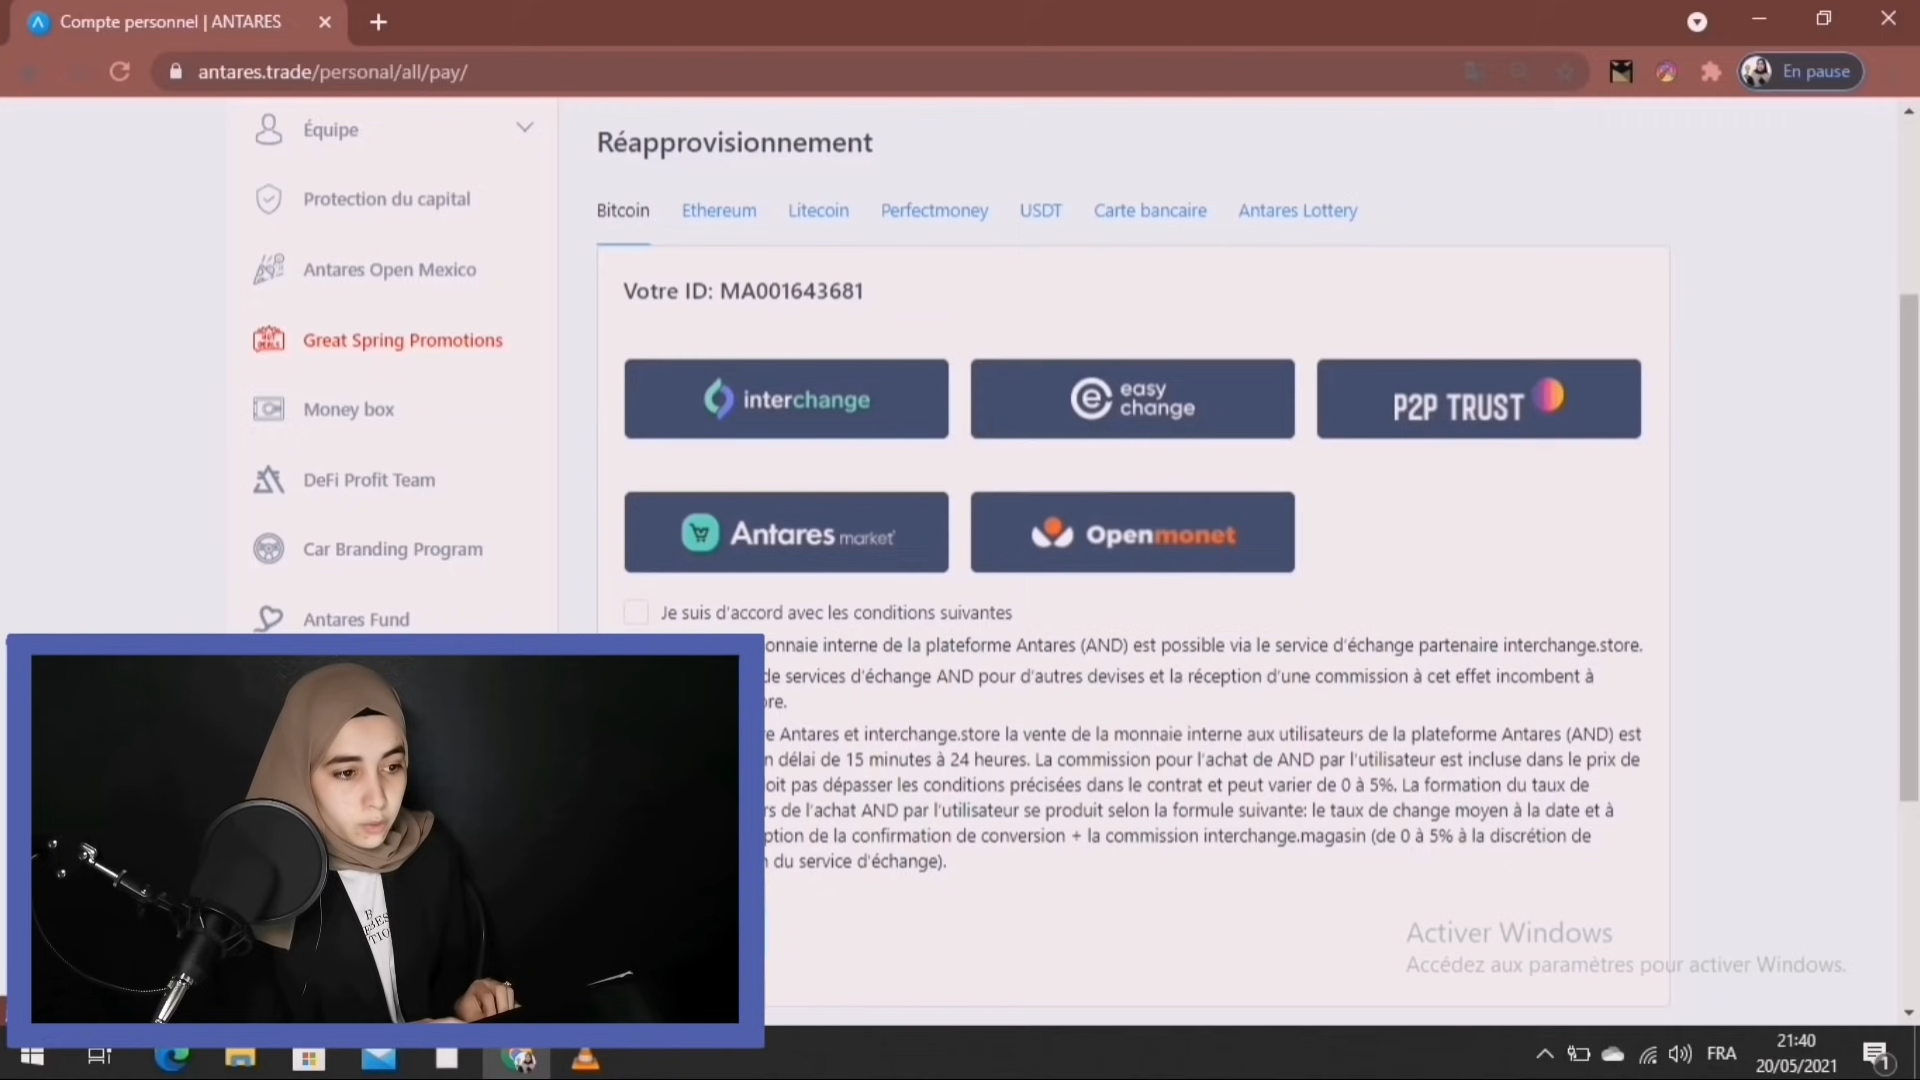 Compte personnel | ANTARES
antares.trade/personal/all/pay/
En pause
Équipe
Protection du capital
Antares Open Mexico
Great Spring Promotions
Money box
DeFi Profit Team
Car Branding Program
Antares Fund
Réapprovisionnement
Bitcoin Ethereum Litecoin Perfectmoney USDT Carte bancaire Antares Lottery
Votre ID: MA001643681
interchange
easy
change
P2P TRUST
Antares market
Openmonet
Je suis d'accord avec les conditions suivantes
interne de la plateforme Antares (AND) est possible via le service d'échange partenaire interchange.store.
de services d'échange AND pour d'autres devises et la réception d'une commission à cet effet incombent à
Antares et interchange.store la vente de la monnaie interne aux utilisateurs de la plateforme Antares (AND) est
délai de 15 minutes à 24 heures. La commission pour l'achat de AND par l'utilisateur est incluse dans le prix de
pas dépasser les conditions précisées dans le contrat et peut varier de 0 à 5%. La formation du taux de
de l'achat AND par l'utilisateur se produit selon la formule suivante: le taux de change moyen à la date et à
de la confirmation de conversion + la commission interchange.magasin (de 0 à 5% à la discrétion de
du service d'échange).
Activer Windows
Accédez aux paramètres pour activer Windows.
FRA
21:40
20/05/2021
1